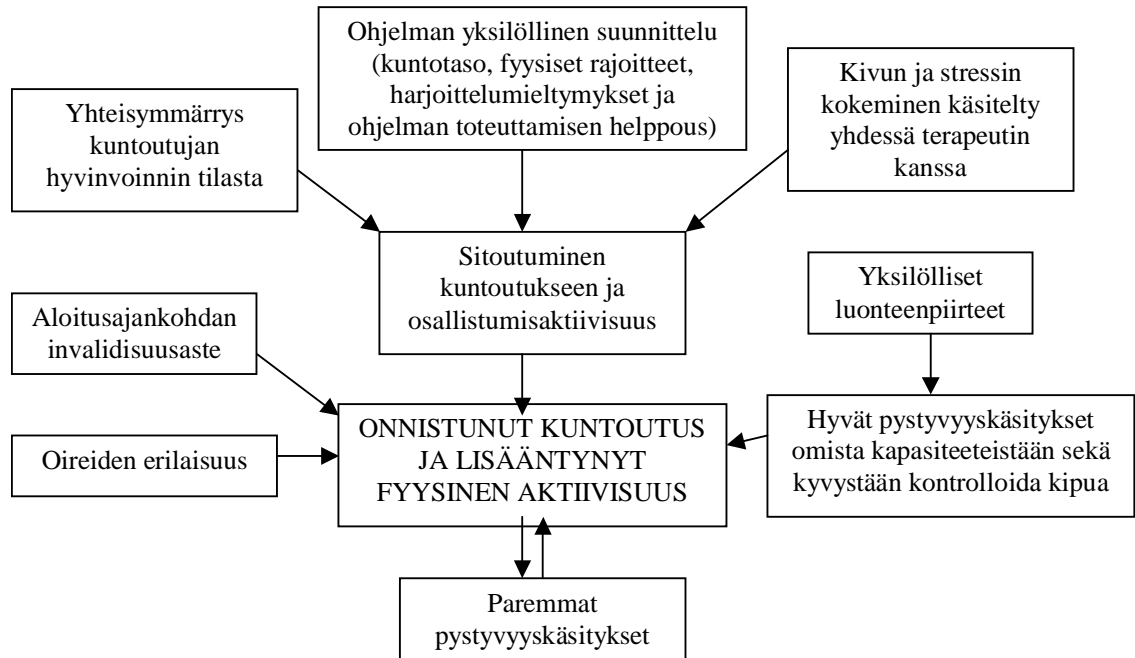 Ohjelman yksilöllinen suunnittelu
(kuntotaso, fyysiset rajoitteet,
harjoittelumieltymykset ja
ohjelman toteuttamisen helppous)
Yhteisymmärrys
kuntoutujan
hyvinvoinnin tilasta
Kivun ja stressin
kokeminen käsitelty
yhdessä terapeutin
kanssa
Sitoutuminen
kuntoutukseen ja
osallistumisaktiivisuus
Yksilölliset
luonteenpiirteet
Aloitusajankohdan
invalidisuusaste
ONNISTUNUT KUNTOUTUS
JA LISÄÄNTYNYT
FYYSINEN AKTIIVISUUS
Hyvät pystyvyyskäsitykset
omista kapasiteeteistään sekä
kyvystään kontrolloida kipua
Oireiden erilaisuus
Paremmat
pystyvyyskäsitykset